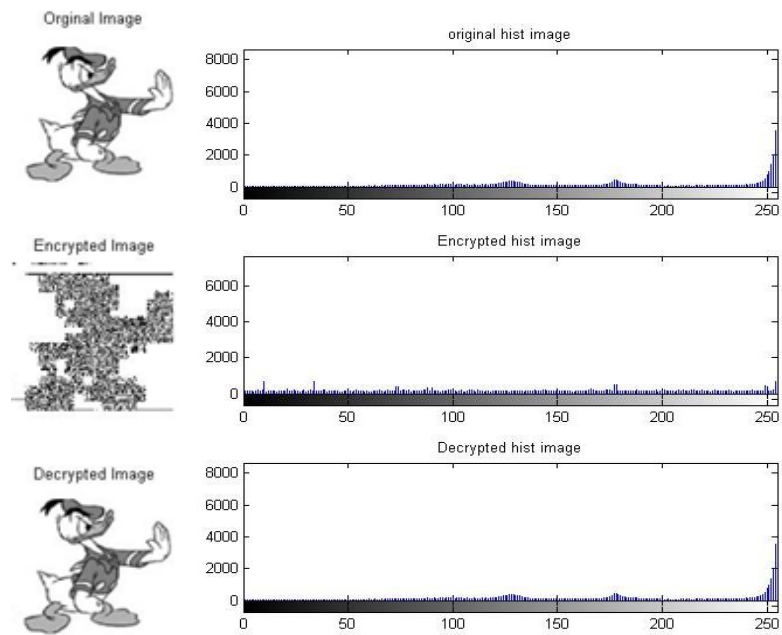 Orginal Image
original hist image
8000
6000
4000
2000
0
0 50 100 150 200 250
Encrypted Image
Encrypted hist image
6000
4000
2000
0
0 50 100 150 200 250
Decrypted Image
Decrypted hist image
8000
6000
4000
2000
0
0 50 100 150 200 250